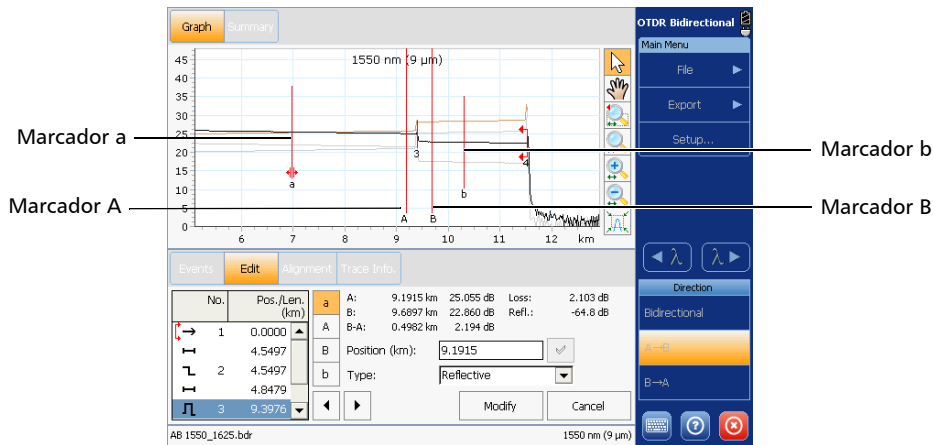 Graph Summary
OTDR Bidirectional
Main Menu
File
Export
Setup...
1550 nm (9 µm)
45
40
35
30
25
20
15
10
5
0
6 7 8 9 10 11 12 km
3
4
a
A
B
b
Marcador a
Marcador A
Marcador b
Marcador B
λ λ
Direction
Bidirectional
A→B
B→A
Events Edit Alignment Trace Info.
No. Pos./Len. (km)
1 0.0000
4.5497
2 4.5497
4.8479
3 9.3976
a
A
B
b
A: 9.1915 km 25.055 dB Loss: 2.103 dB
B: 9.6897 km 22.860 dB Refl.: -64.8 dB
B-A: 0.4982 km 2.194 dB
Position (km): 9.1915
Type: Reflective
Modify Cancel
AB 1550_1625.bdr 1550 nm (9 µm)